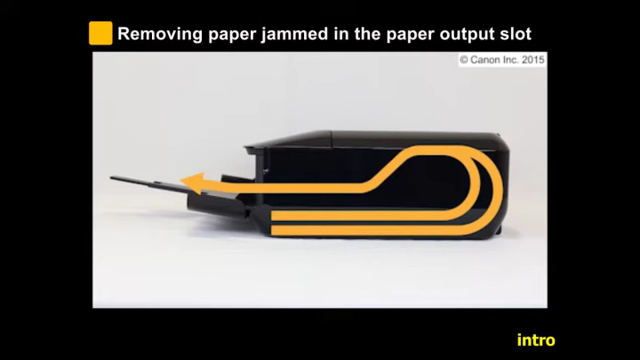 Removing paper jammed in the paper output slot
© Canon Inc. 2015
intro